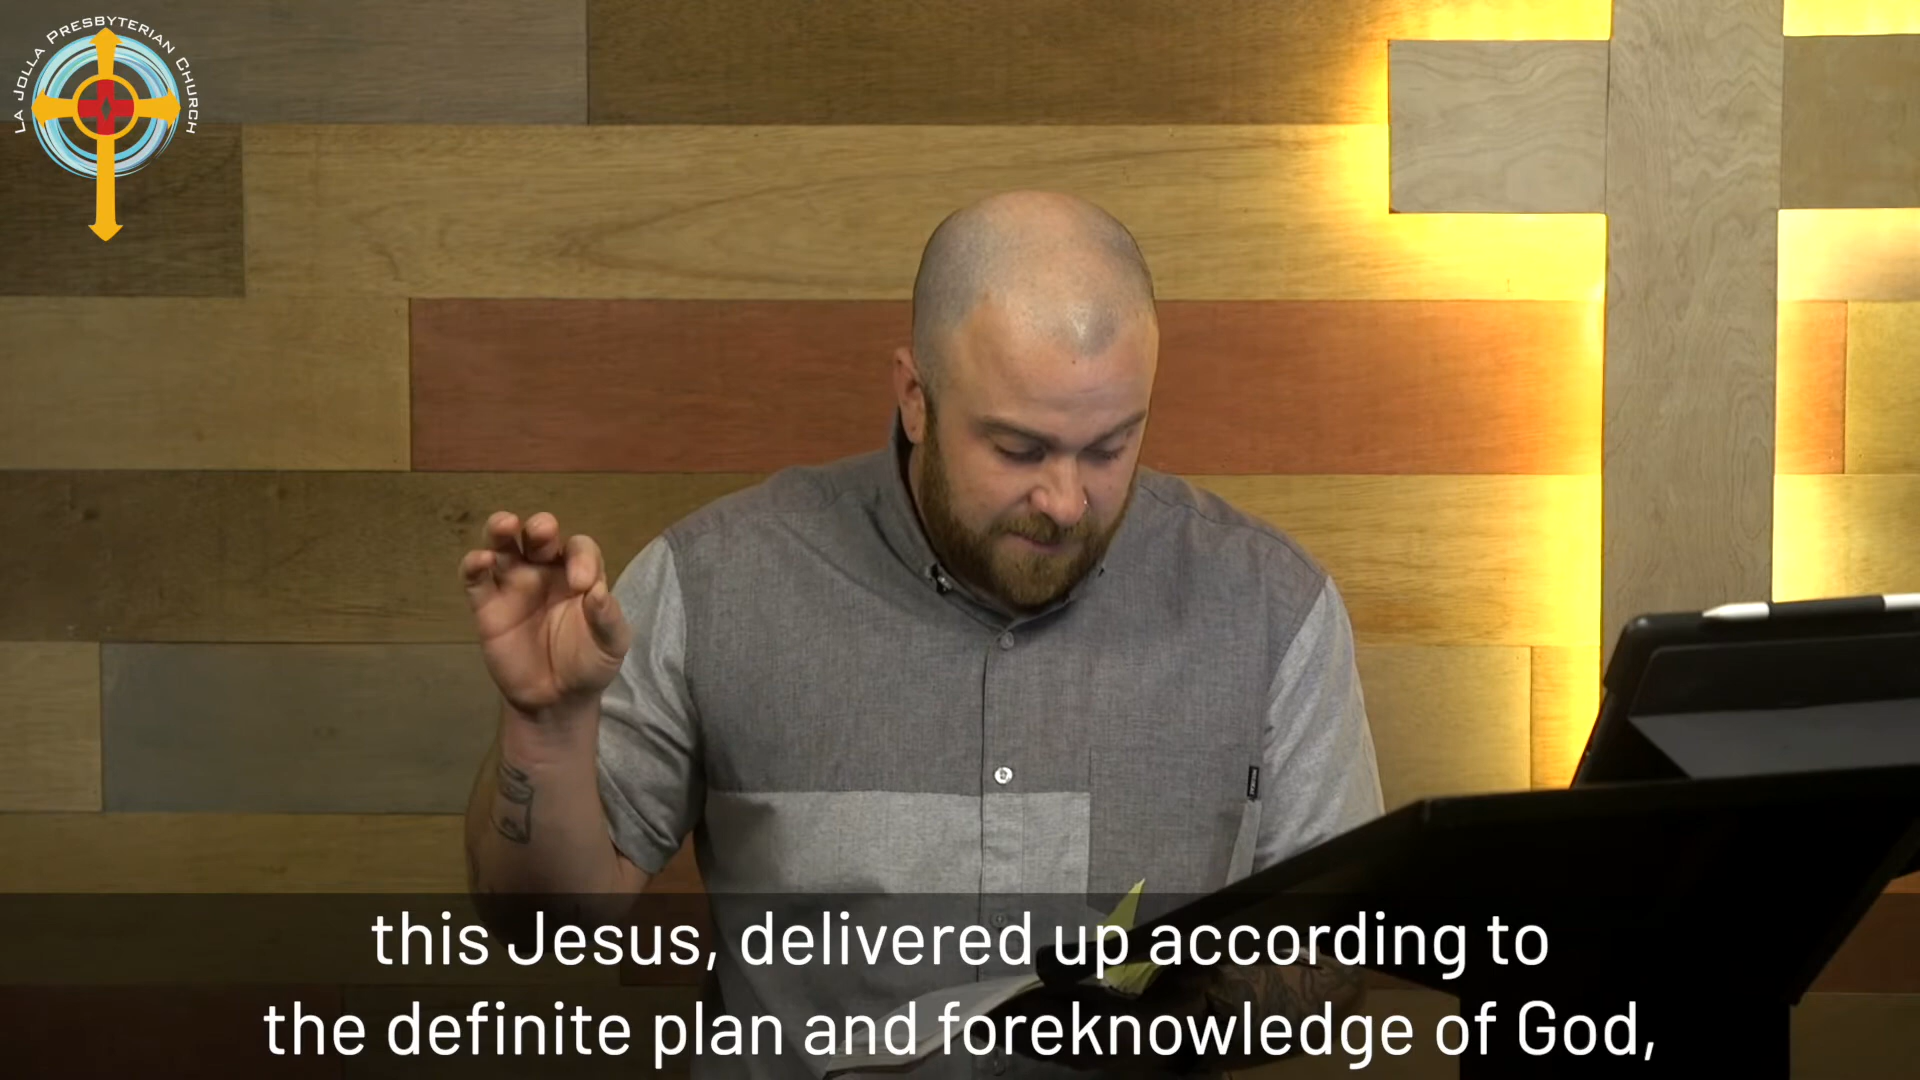 LA JOLLA PRESBYTERIAN CHURCH
this Jesus, delivered up according to
the definite plan and foreknowledge of God,